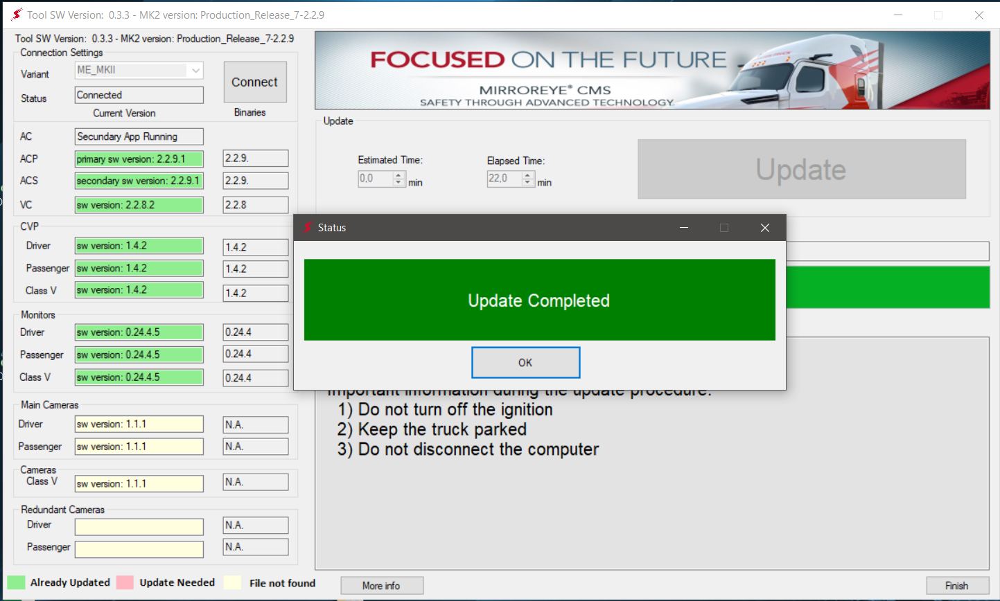 Tool SW Version:  0.3.3 - MK2 version: Production_Release_7-2.2.9
Tool SW Version:  0.3.3 - MK2 version: Production_Release_7-2.2.9
Connection Settings
Variant
ME_MKII
Connect
Status
Connected
Current Version
Binaries
AC
Secundary App Running
ACP
primary sw version: 2.2.9.1
2.2.9.
ACS
secondary sw version: 2.2.9.1
2.2.9.
VC
sw version: 2.2.8.2
2.2.8
CVP
Driver
sw version: 1.4.2
1.4.2
Passenger
sw version: 1.4.2
1.4.2
Class V
sw version: 1.4.2
1.4.2
Monitors
Driver
sw version: 0.24.4.5
0.24.4
Passenger
sw version: 0.24.4.5
0.24.4
Class V
sw version: 0.24.4.5
0.24.4
Main Cameras
Driver
sw version: 1.1.1
N.A.
Passenger
sw version: 1.1.1
N.A.
Cameras
Class V
sw version: 1.1.1
N.A.
Redundant Cameras
Driver
N.A.
Passenger
N.A.
Already Updated
Update Needed
File not found
FOCUSED ON THE FUTURE
MIRROREYE® CMS
SAFETY THROUGH ADVANCED TECHNOLOGY
Update
Estimated Time:
0,0
min
Elapsed Time:
22,0
min
Update
Status
Update Completed
OK
Important information during the update procedure:
1) Do not turn off the ignition
2) Keep the truck parked
3) Do not disconnect the computer
More info
Finish